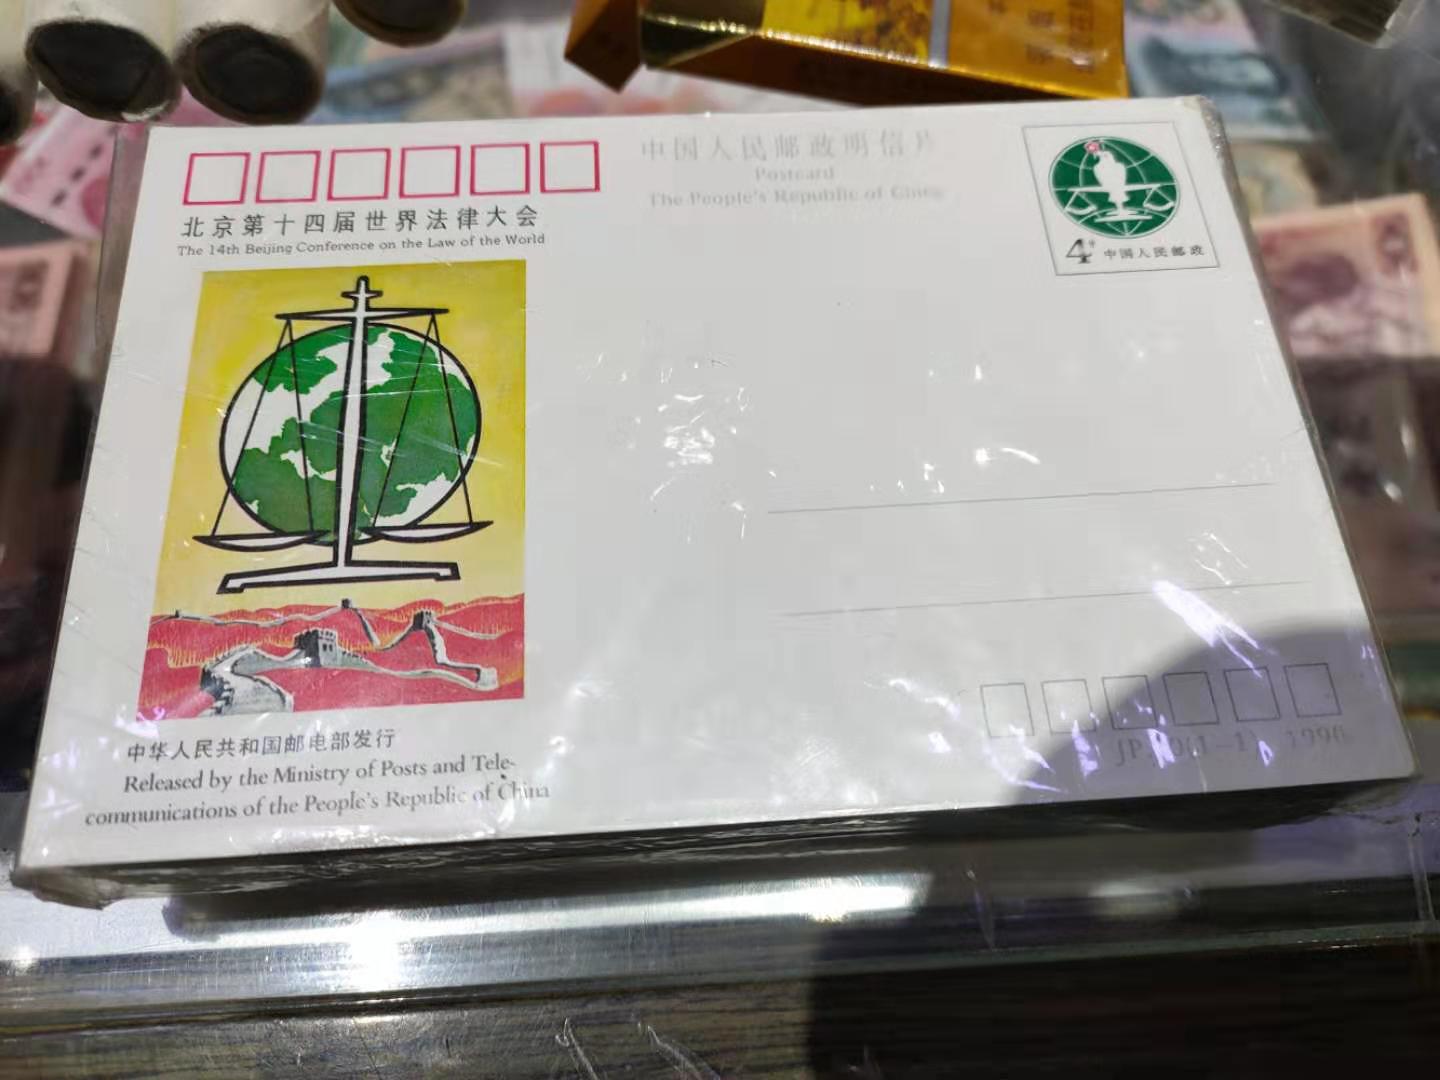 中国人民邮政明信片
Postcard
The People's Republic of China
北京第十四届世界法律大会
The 14th Beijing Conference on the Law of the World
4分 中国人民邮政
中华人民共和国邮电部发行
Released by the Ministry of Posts and Tele-
communications of the People's Republic of China
(1-1) 1990